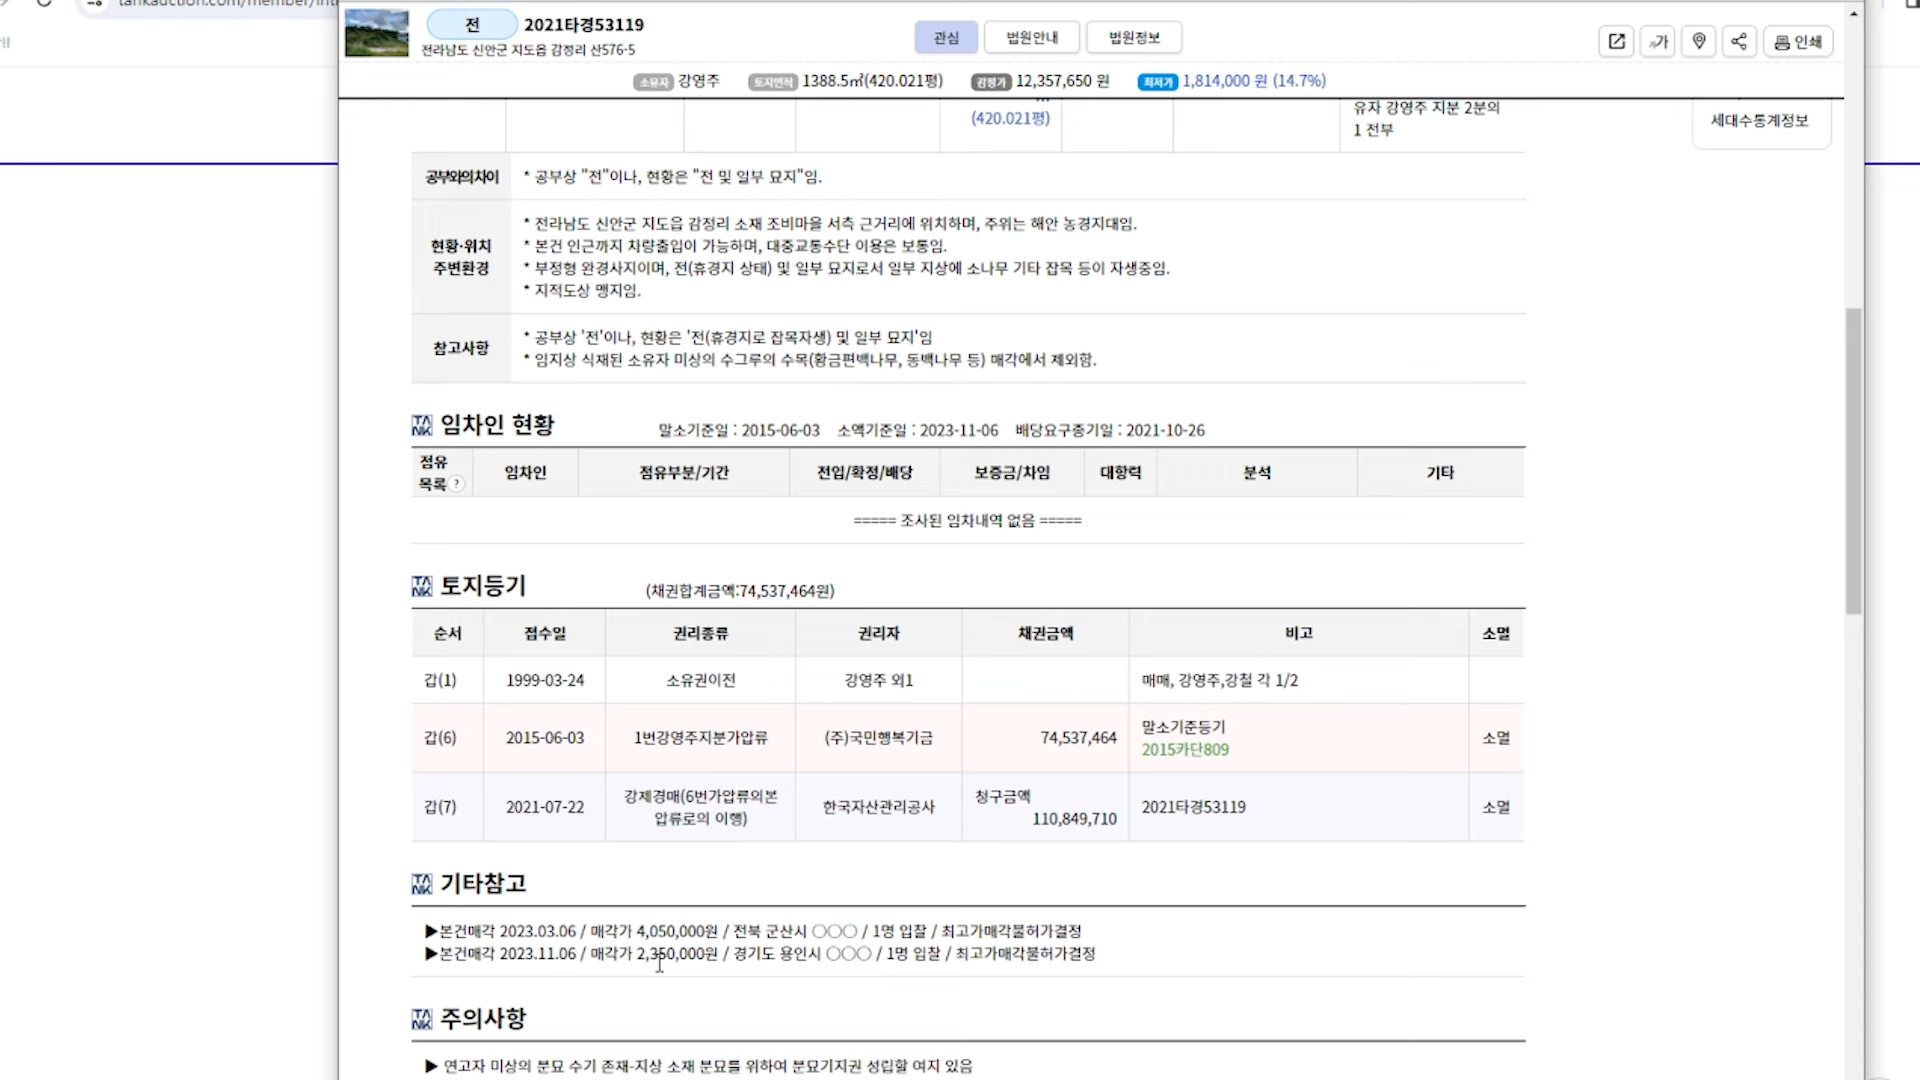 전 2021타경53119
전라남도 신안군 지도읍 감정리 산576-5
관심 법원안내 법원정보
인쇄
소유자 강영주 토지면적 1388.5㎡(420.021평) 감정가 12,357,650 원 최저가 1,814,000 원 (14.7%)
(420.021평)
유자 강영주 지분 2분의
1 전부
세대수통계정보
공부와의차이 * 공부상 "전"이나, 현황은 "전 및 일부 묘지"임.
현황·위치
주변환경
* 전라남도 신안군 지도읍 감정리 소재 조비마을 서측 근거리에 위치하며, 주위는 해안 농경지대임.
* 본건 인근까지 차량출입이 가능하며, 대중교통수단 이용은 보통임.
* 부정형 완경사지이며, 전(휴경지 상태) 및 일부 묘지로서 일부 지상에 소나무 기타 잡목 등이 자생중임.
* 지적도상 맹지임.
참고사항
* 공부상 '전'이나, 현황은 '전(휴경지로 잡목자생) 및 일부 묘지'임
* 임지상 식재된 소유자 미상의 수그루의 수목(황금편백나무, 동백나무 등) 매각에서 제외함.
TANK 임차인 현황 말소기준일 : 2015-06-03 소액기준일 : 2023-11-06 배당요구종기일 : 2021-10-26
점유
목록 ? 임차인 점유부분/기간 전입/확정/배당 보증금/차임 대항력 분석 기타
===== 조사된 임차내역 없음 =====
TANK 토지등기 (채권합계금액:74,537,464원)
순서 접수일 권리종류 권리자 채권금액 비고 소멸
갑(1) 1999-03-24 소유권이전 강영주 외1 매매, 강영주,강철 각 1/2
갑(6) 2015-06-03 1번강영주지분가압류 (주)국민행복기금 74,537,464 말소기준등기
2015카단809 소멸
갑(7) 2021-07-22 강제경매(6번가압류의본
압류로의 이행) 한국자산관리공사 청구금액
110,849,710 2021타경53119 소멸
TANK 기타참고
▶본건매각 2023.03.06 / 매각가 4,050,000원 / 전북 군산시 ○○○ / 1명 입찰 / 최고가매각불허가결정
▶본건매각 2023.11.06 / 매각가 2,350,000원 / 경기도 용인시 ○○○ / 1명 입찰 / 최고가매각불허가결정
TANK 주의사항
▶ 연고자 미상의 분묘 수기 존재-지상 소재 분묘를 위하여 분묘기지권 성립할 여지 있음